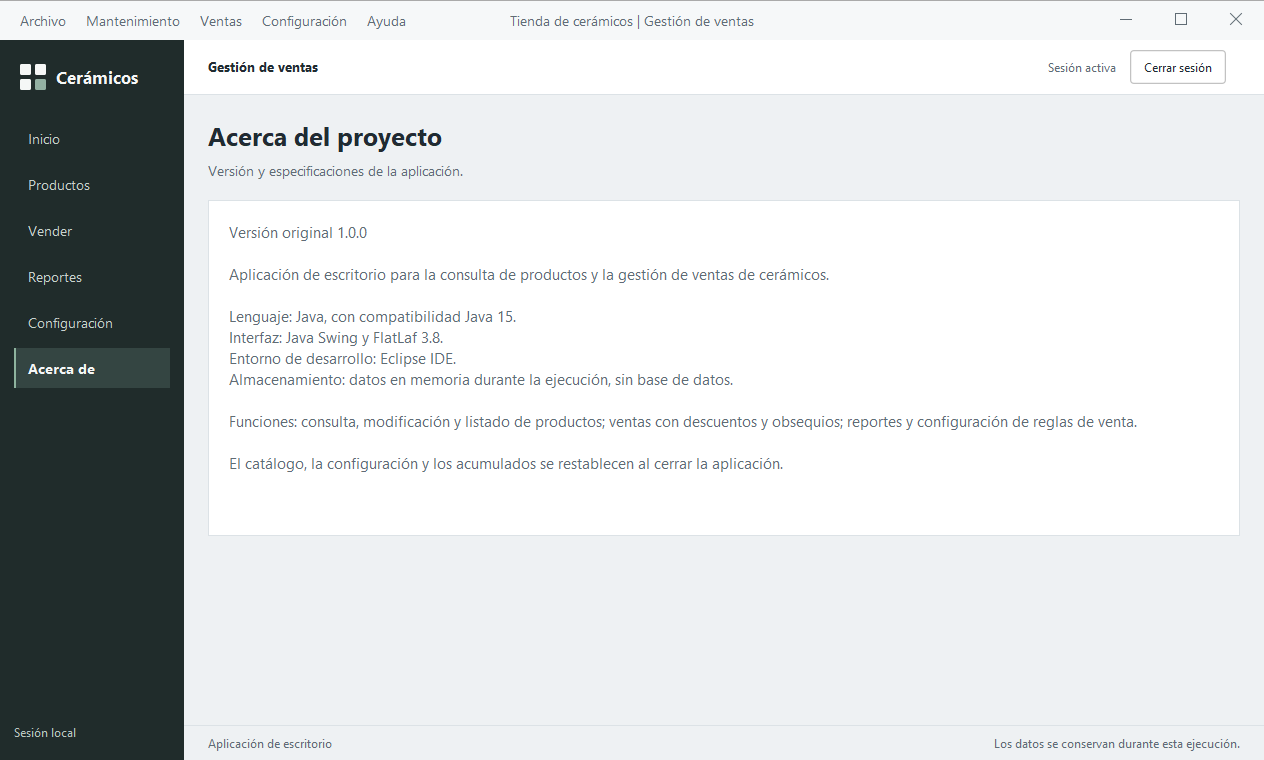 Archivo Mantenimiento Ventas Configuración Ayuda Tienda de cerámicos | Gestión de ventas
Cerámicos
Inicio
Productos
Vender
Reportes
Configuración
Acerca de
Sesión local
Gestión de ventas Sesión activa Cerrar sesión
Acerca del proyecto
Versión y especificaciones de la aplicación.
Versión original 1.0.0
Aplicación de escritorio para la consulta de productos y la gestión de ventas de cerámicos.
Lenguaje: Java, con compatibilidad Java 15.
Interfaz: Java Swing y FlatLaf 3.8.
Entorno de desarrollo: Eclipse IDE.
Almacenamiento: datos en memoria durante la ejecución, sin base de datos.
Funciones: consulta, modificación y listado de productos; ventas con descuentos y obsequios; reportes y configuración de reglas de venta.
El catálogo, la configuración y los acumulados se restablecen al cerrar la aplicación.
Aplicación de escritorio Los datos se conservan durante esta ejecución.